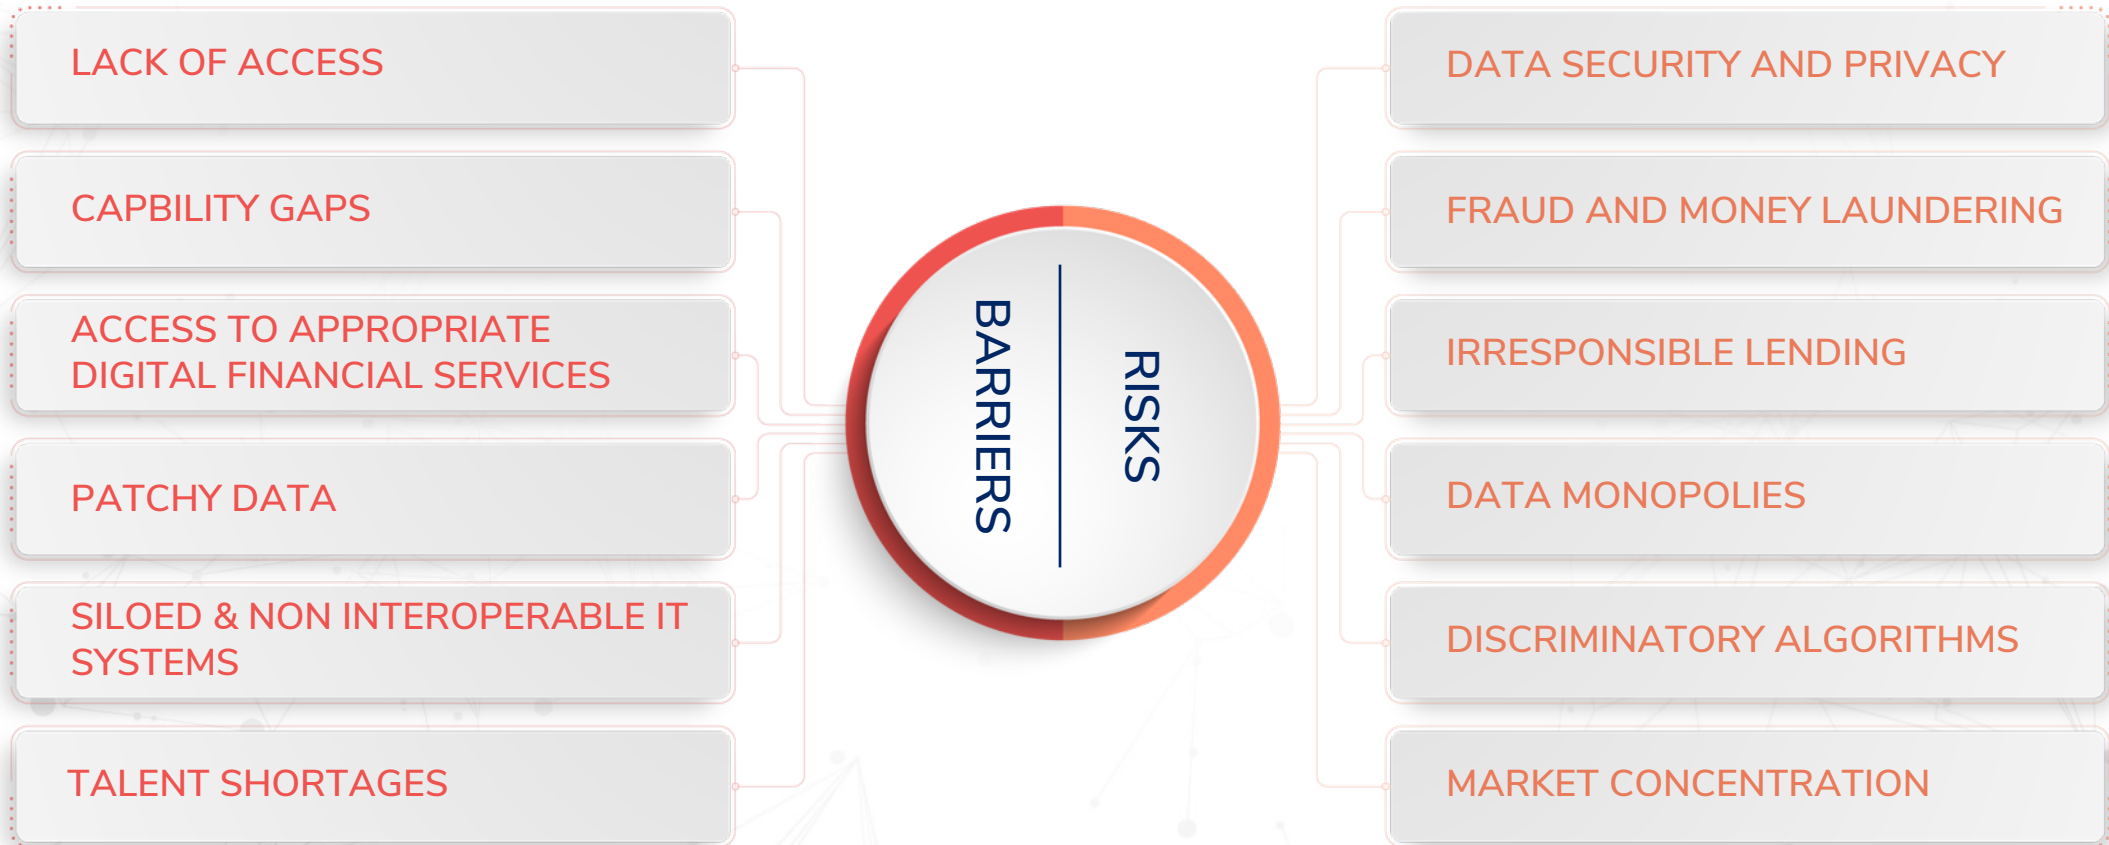 LACK OF ACCESS
CAPBILITY GAPS
ACCESS TO APPROPRIATE
DIGITAL FINANCIAL SERVICES
PATCHY DATA
SILOED & NON INTEROPERABLE IT
SYSTEMS
TALENT SHORTAGES
BARRIERS
RISKS
DATA SECURITY AND PRIVACY
FRAUD AND MONEY LAUNDERING
IRRESPONSIBLE LENDING
DATA MONOPOLIES
DISCRIMINATORY ALGORITHMS
MARKET CONCENTRATION